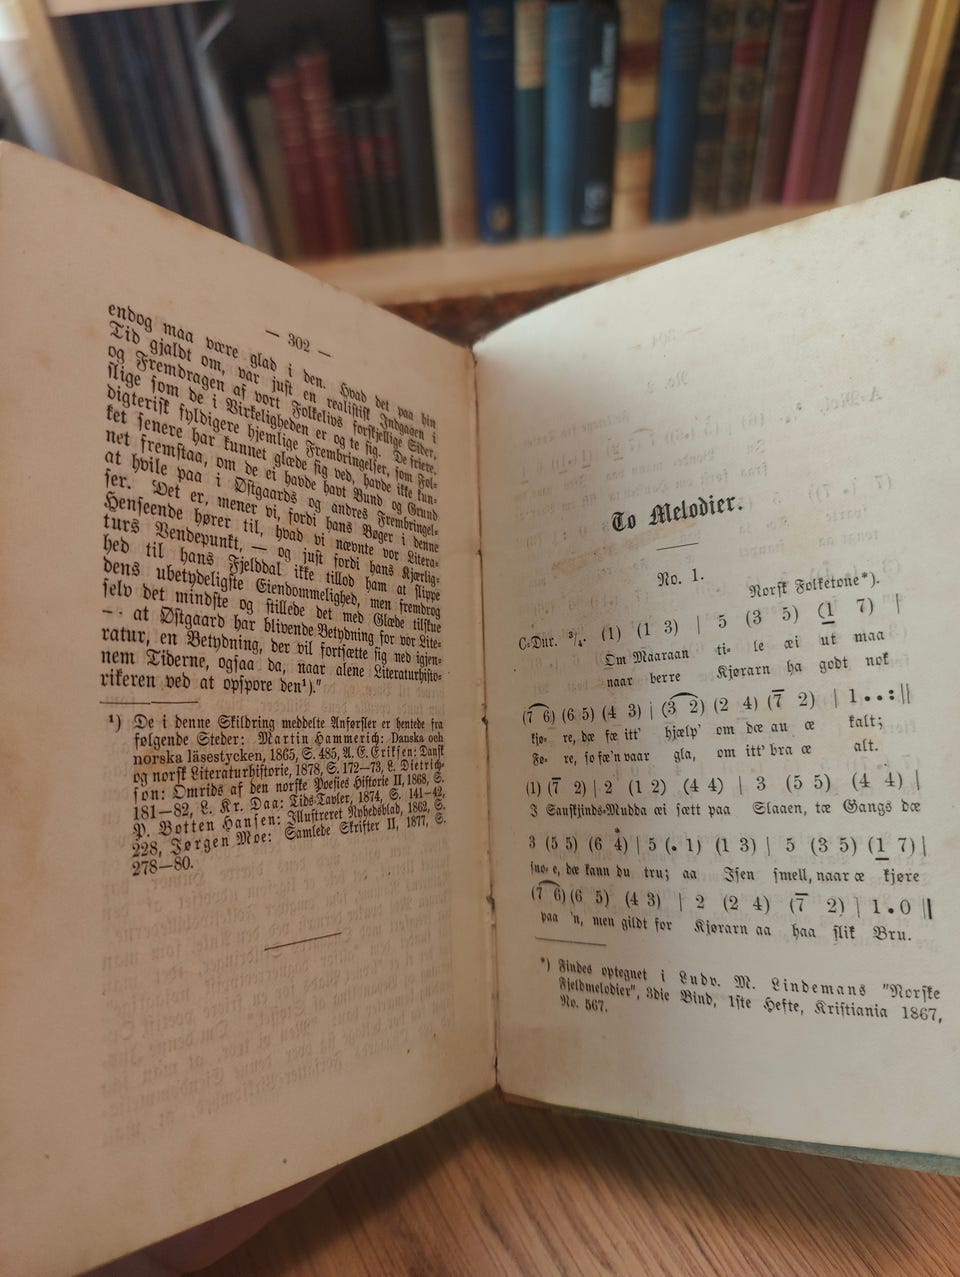 — 302 —
endog maa være glad i den. Hvad det paa hin
Tid gjaldt om, var just en realistisk Indgaaen i
og Fremdragen af vort Folkelivs forskjellige Sider,
slige som de i Virkeligheden er og te sig. De friere,
digterisk fyldigere hjemlige Frembringelser, som Fol-
ket senere har kunnet glæde sig ved, havde ikke kun-
net fremstaa, om de ei havde havt Bund og Grund
at hvile paa i Østgaards og andres Frembringel-
ser. Det er, mener vi, fordi hans Bøger i denne
Henseende hører til, hvad vi nævnte vor Litera-
turs Vendepunkt, — og just fordi hans Kjærlig-
hed til hans Fjelddal ikke tillod ham at slippe
dens ubetydeligste Eiendommelighed, men fremdrog
selv det mindste og stillede det med Glæde tilskue
— at Østgaard har blivende Betydning for vor Lite-
ratur, en Betydning, der vil fortsætte sig ned igjen-
nem Tiderne, ogsaa da, naar alene Literaturhisto-
rikeren ved at opspore den¹)."
¹) De i denne Skildring meddelte Anførsler er hentede fra
følgende Steder: Martin Hammerich: Danska och
norska läsestycken, 1865, S. 485, A. E. Eriksen: Dansk
og norsk Literaturhistorie, 1878, S. 172—73, L. Dietrich-
son: Omrids af den norske Poesies Historie II, 1868, S.
181—82, L. Kr. Daa: Tids-Tavler, 1874, S. 141—42,
P. Botten Hansen: Illustreret Nyhedsblad, 1862, S.
228, Jørgen Moe: Samlede Skrifter II, 1877, S.
278—80.
To Melodier.
No. 1.
Norsk Folketone*).
C-Dur. ³/₄. (1) (1 3) | 5 (3 5) (1 7) |
Om Maaraan ti- le æi ut maa
naar berre Kjørarn ha godt nok
(7 6) (6 5) (4 3) | (3 2) (2 4) (7 2) | 1 . . :||
kjø- re, dæ fæ itt' hjælp' om dæ au æ kalt;
Fø- re, so fæ'n vaar gla, om itt' bra æ alt.
(1) (7 2) | 2 (1 2) (4 4) | 3 (5 5) (4 4) |
I Sauskjinds-Mudda æi sætt paa Slaaen, tæ Gangs dæ
3 (5 5) (6 4) | 5 (. 1) (1 3) | 5 (3 5) (1 7) |
snø- e, dæ kann du tru; aa Isen smell, naar æ kjøre
(7 6) (6 5) (4 3) | 2 (2 4) (7 2) | 1 . 0 ||
paa 'n, men gildt for Kjørarn aa haa slik Bru.
*) Findes optegnet i Ludv. M. Lindemans "Norske
Fjeldmelodier", 3die Bind, 1ste Hefte, Kristiania 1867,
No. 567.